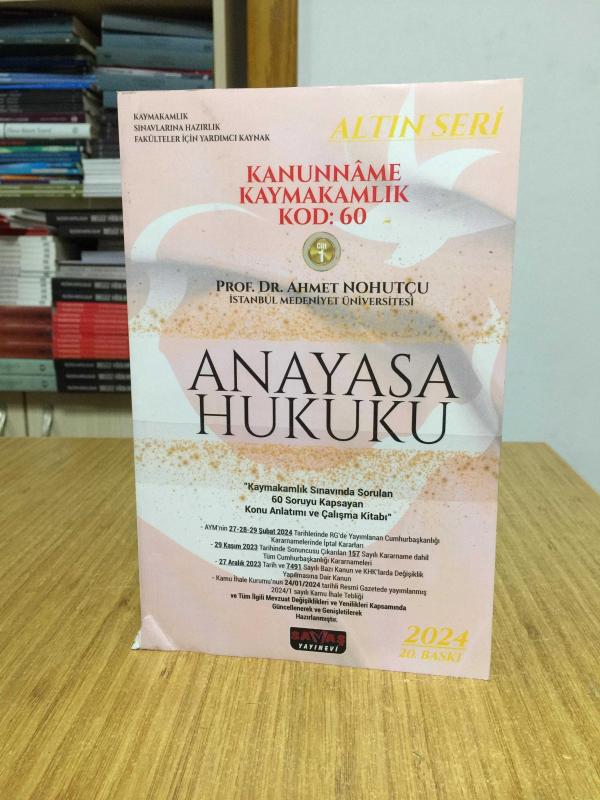 KAYMAKAMLIK
SINAVLARINA HAZIRLIK
FAKÜLTELER İÇİN YARDIMCI KAYNAK
ALTIN SERİ
KANUNNÂME
KAYMAKAMLIK
KOD: 60
Cilt
1
PROF. DR. AHMET NOHUTÇU
İSTANBUL MEDENİYET ÜNİVERSİTESİ
ANAYASA
HUKUKU
"Kaymakamlık Sınavında Sorulan
60 Soruyu Kapsayan
Konu Anlatımı ve Çalışma Kitabı"
- AYM'nin 27-28-29 Şubat 2024 Tarihlerinde RG'de Yayımlanan Cumhurbaşkanlığı
Kararnamelerinde İptal Kararları
- 29 Kasım 2023 Tarihinde Sonuncusu Çıkarılan 157 Sayılı Kararname dahil
Tüm Cumhurbaşkanlığı Kararnameleri
- 27 Aralık 2023 Tarih ve 7491 Sayılı Bazı Kanun ve KHK'larda Değişiklik
Yapılmasına Dair Kanun
- Kamu İhale Kurumu'nun 24/01/2024 tarihli Resmi Gazetede yayımlanmış
2024/1 sayılı Kamu İhale Tebliği
ve Tüm İlgili Mevzuat Değişiklikleri ve Yenilikleri Kapsamında
Güncellenerek ve Genişletilerek
Hazırlanmıştır.
SAVAŞ
YAYINEVİ
2024
20. BASKI